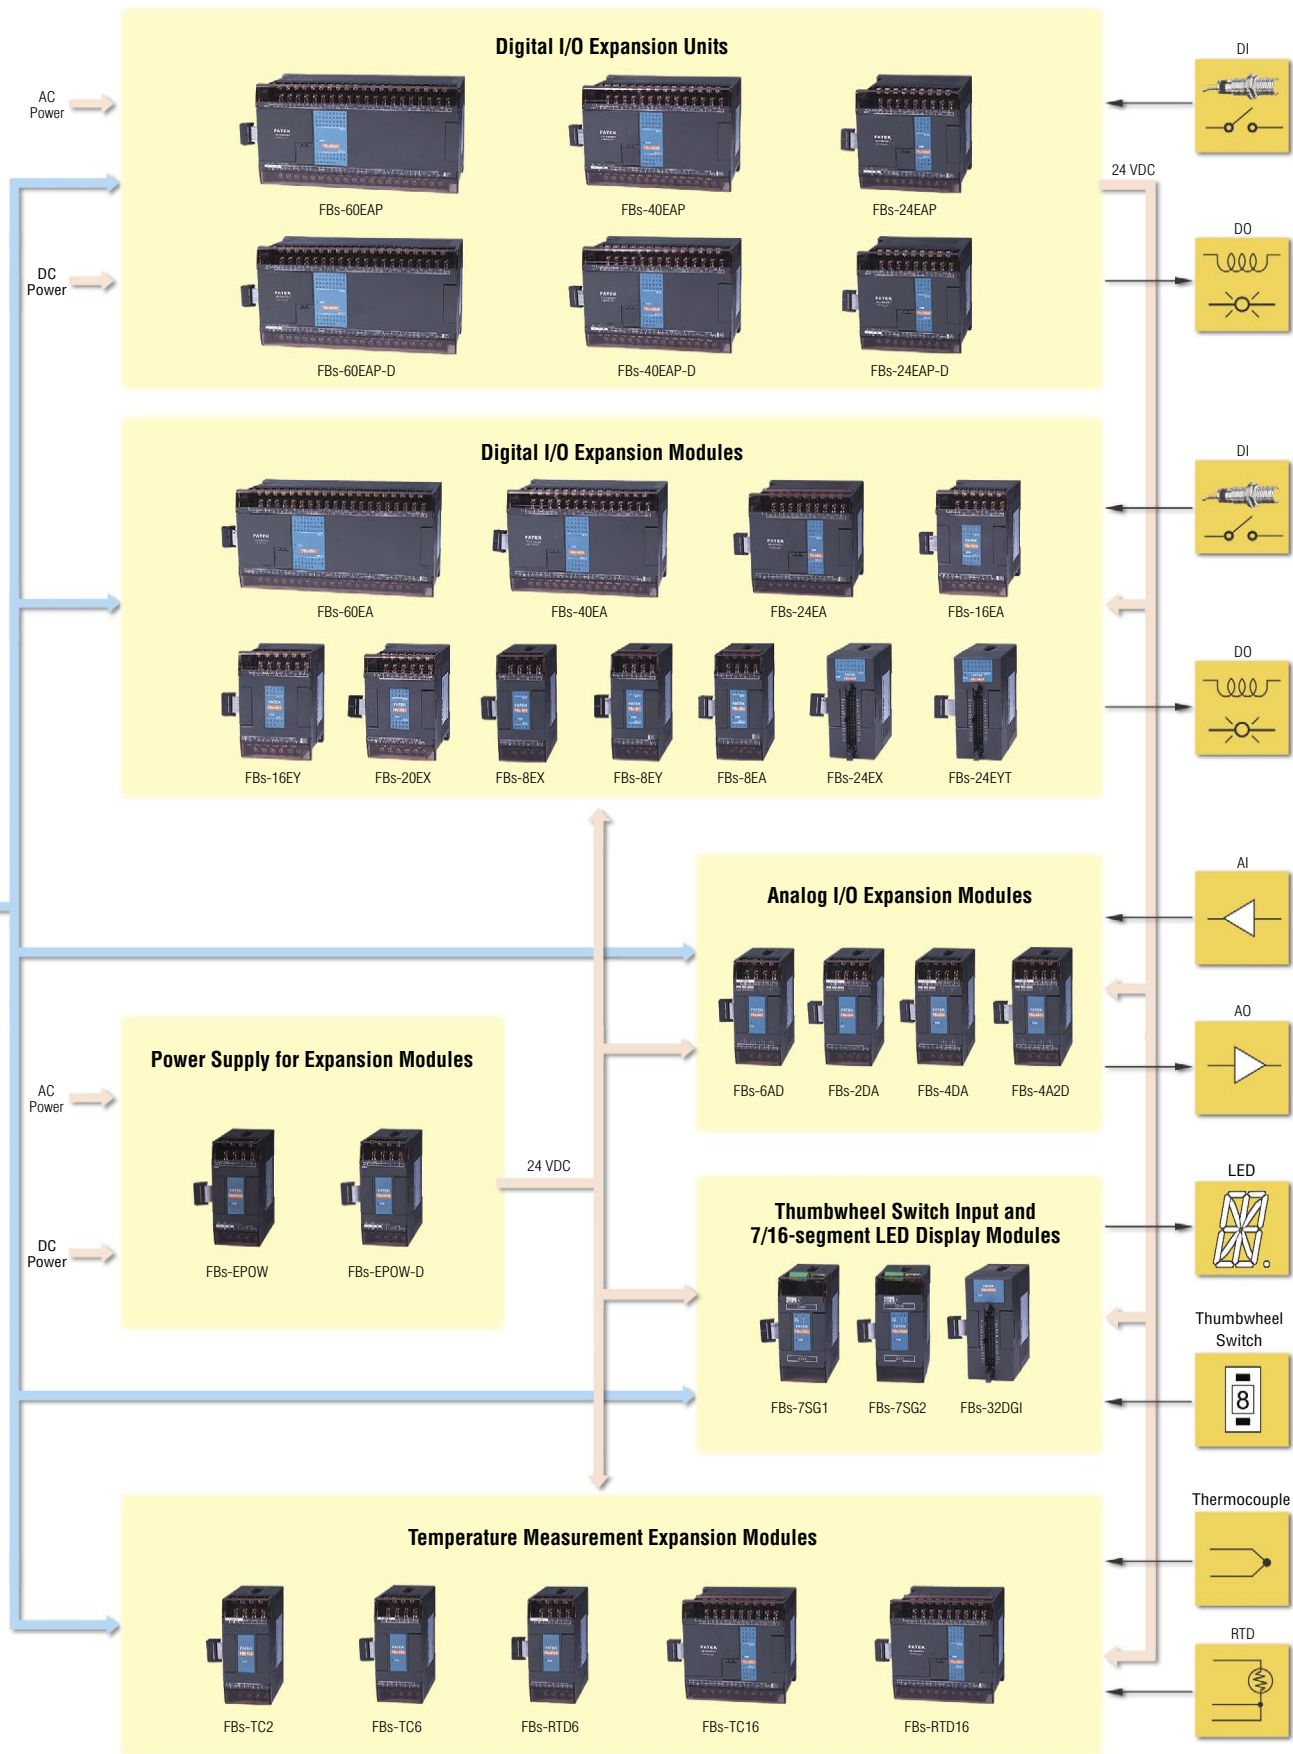 Digital I/O Expansion Units
AC
Power
FBs-60EAP
FBs-40EAP
FBs-24EAP
DC
Power
FBs-60EAP-D
FBs-40EAP-D
FBs-24EAP-D
DI
24 VDC
DO
Digital I/O Expansion Modules
FBs-60EA
FBs-40EA
FBs-24EA
FBs-16EA
FBs-16EY
FBs-20EX
FBs-8EX
FBs-8EY
FBs-8EA
FBs-24EX
FBs-24EYT
DI
DO
Analog I/O Expansion Modules
FBs-6AD
FBs-2DA
FBs-4DA
FBs-4A2D
AI
AO
Power Supply for Expansion Modules
AC
Power
DC
Power
FBs-EPOW
FBs-EPOW-D
24 VDC
Thumbwheel Switch Input and
7/16-segment LED Display Modules
FBs-7SG1
FBs-7SG2
FBs-32DGI
LED
Thumbwheel
Switch
8
Temperature Measurement Expansion Modules
FBs-TC2
FBs-TC6
FBs-RTD6
FBs-TC16
FBs-RTD16
Thermocouple
RTD